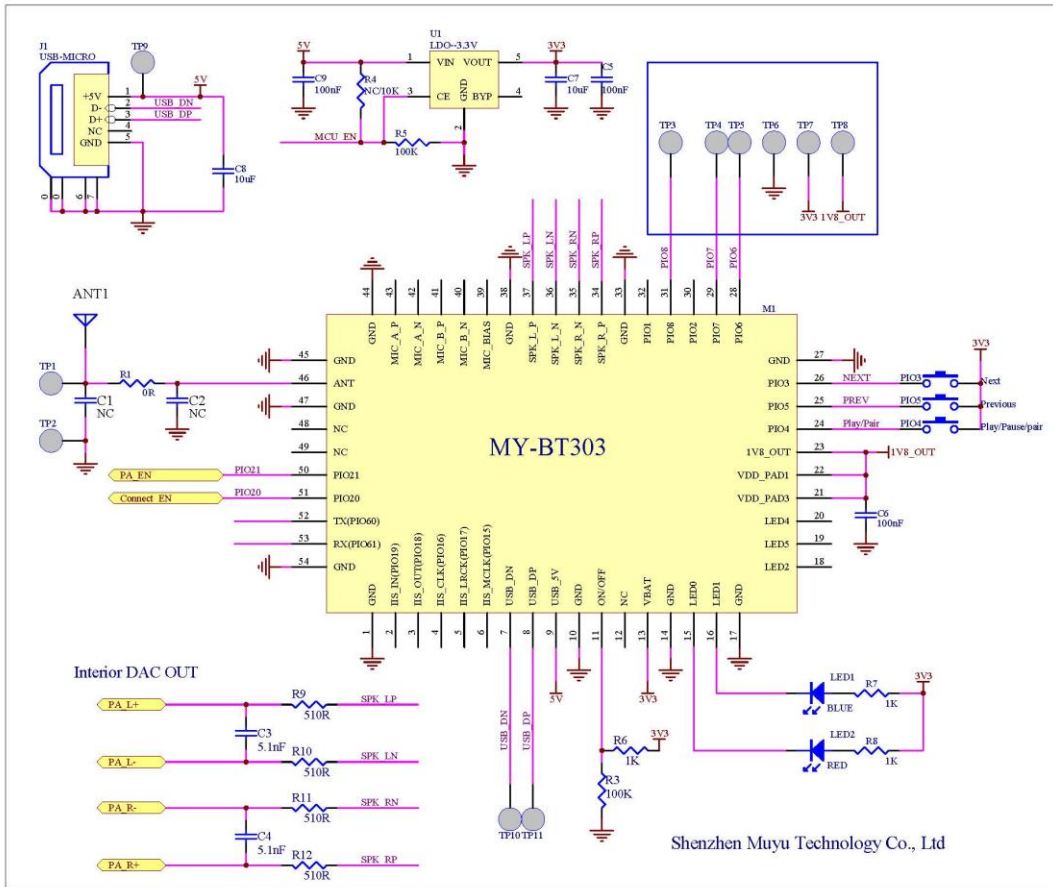 J1
USB-MICRO
TP9
5V
+5V 1
D- 2 USB_DN
D+ 3 USB_DP
NC 4
GND 5
0 0 6 7
C8
10uF
5V
C9
100nF
R4
NC/10K
MCU_EN
R5
100K
U1
LDO--3.3V
1 VIN VOUT 5
3 CE BYP 4
GND
2
3V3
C7
10uF
C5
100nF
TP3 TP4 TP5 TP6 TP7 TP8
3V3 1V8_OUT
PIO8 PIO7 PIO6
SPK_LP SPK_LN SPK_RN SPK_RP
44 43 42 41 40 39 38 37 36 35 34 33 32 31 30 29 28
GND MIC_A_P MIC_A_N MIC_B_P MIC_B_N MIC_BIAS GND SPK_L_P SPK_L_N SPK_R_N SPK_R_P GND PIO1 PIO8 PIO2 PIO7 PIO6
M1
ANT1
TP1
R1
0R
C1
NC
C2
NC
TP2
45 GND
46 ANT
47 GND
48 NC
49 NC
PA_EN PIO21 50 PIO21
Connect_EN PIO20 51 PIO20
52 TX(PIO60)
53 RX(PIO61)
54 GND
MY-BT303
GND 27
PIO3 26 NEXT PIO3 Next
PIO5 25 PREV PIO5 Previous
PIO4 24 Play/Pair PIO4 Play/Pause/pair
3V3
1V8_OUT 23 1V8_OUT
VDD_PAD1 22
VDD_PAD3 21
LED4 20
LED5 19
LED2 18
C6
100nF
GND IIS_IN(PIO19) IIS_OUT(PIO18) IIS_CLK(PIO16) IIS_LRCK(PIO17) IIS_MCLK(PIO15) USB_DN USB_DP USB_5V GND ON/OFF NC VBAT GND LED0 LED1 GND
1 2 3 4 5 6 7 8 9 10 11 12 13 14 15 16 17
USB_DN USB_DP
5V
3V3
TP10 TP11
R6
1K
3V3
R3
100K
LED1
BLUE
R7
1K
3V3
LED2
RED
R8
1K
Interior DAC OUT
PA_L+ R9 SPK_LP
510R
C3
5.1nF
PA_L- R10 SPK_LN
510R
PA_R- R11 SPK_RN
510R
C4
5.1nF
PA_R+ R12 SPK_RP
510R
Shenzhen Muyu Technology Co., Ltd